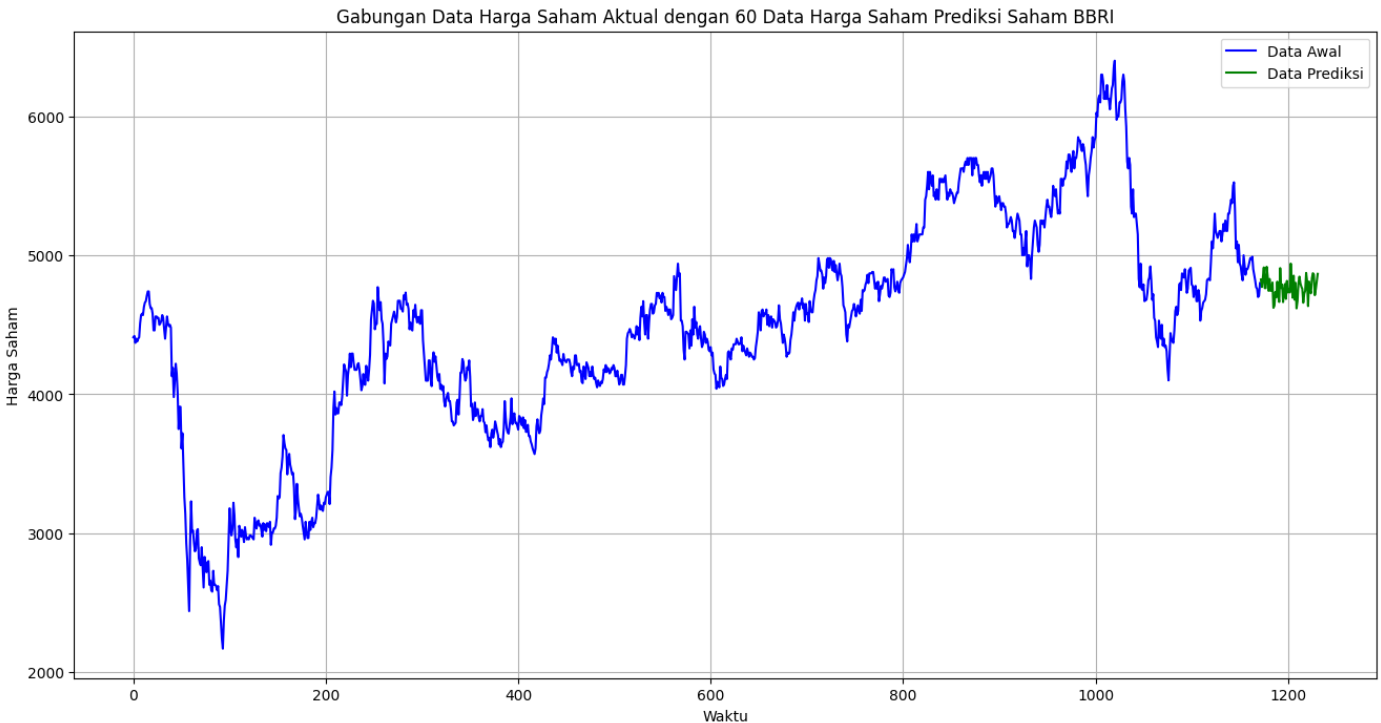 Gabungan Data Harga Saham Aktual dengan 60 Data Harga Saham Prediksi Saham BBRI
Data Awal
Data Prediksi
Harga Saham
6000
5000
4000
3000
2000
0 200 400 600 800 1000 1200
Waktu